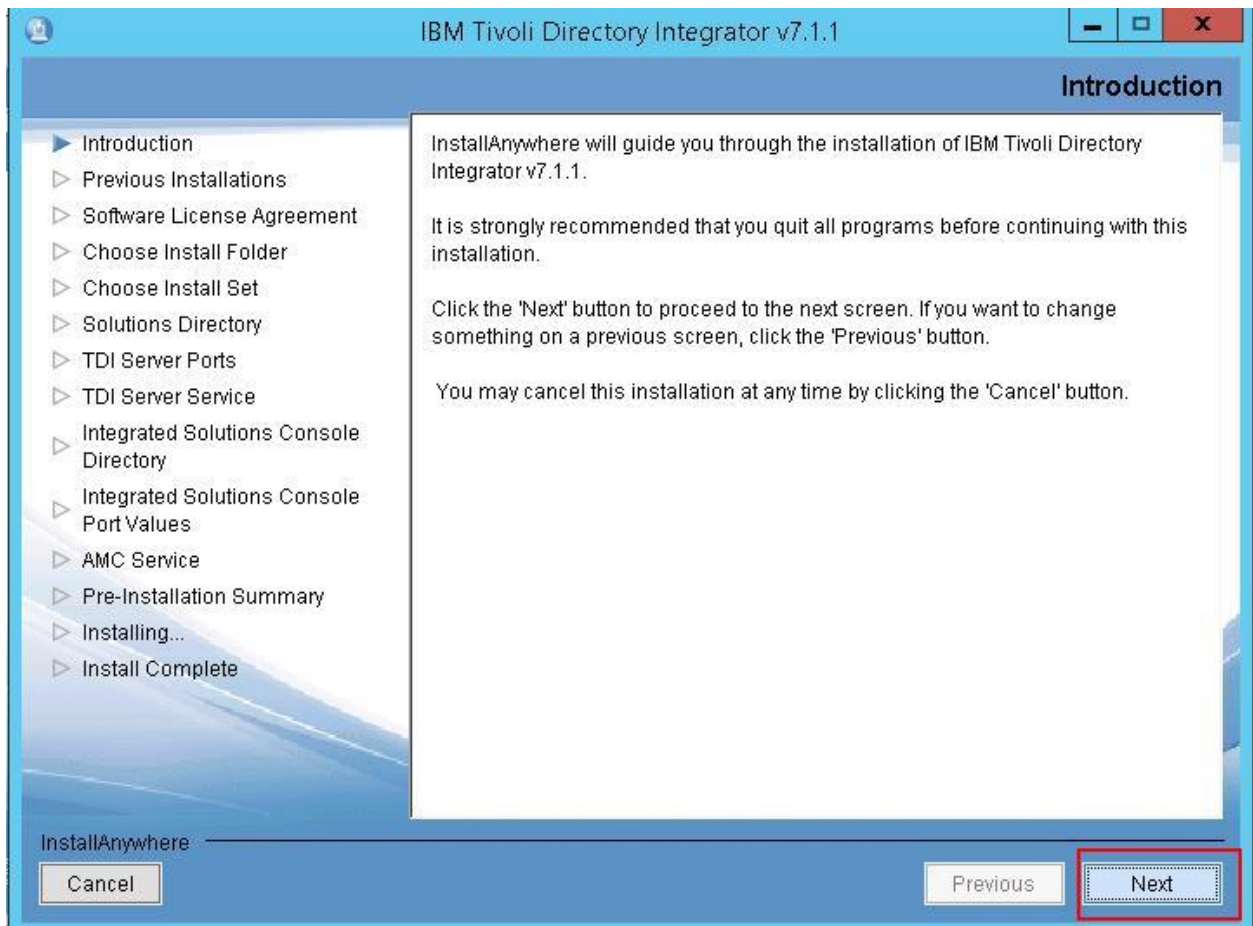 IBM Tivoli Directory Integrator v7.1.1
Introduction
Introduction
Previous Installations
Software License Agreement
Choose Install Folder
Choose Install Set
Solutions Directory
TDI Server Ports
TDI Server Service
Integrated Solutions Console
Directory
Integrated Solutions Console
Port Values
AMC Service
Pre-Installation Summary
Installing...
Install Complete
InstallAnywhere will guide you through the installation of IBM Tivoli Directory
Integrator v7.1.1.
It is strongly recommended that you quit all programs before continuing with this
installation.
Click the 'Next' button to proceed to the next screen. If you want to change
something on a previous screen, click the 'Previous' button.
You may cancel this installation at any time by clicking the 'Cancel' button.
InstallAnywhere
Cancel
Previous
Next